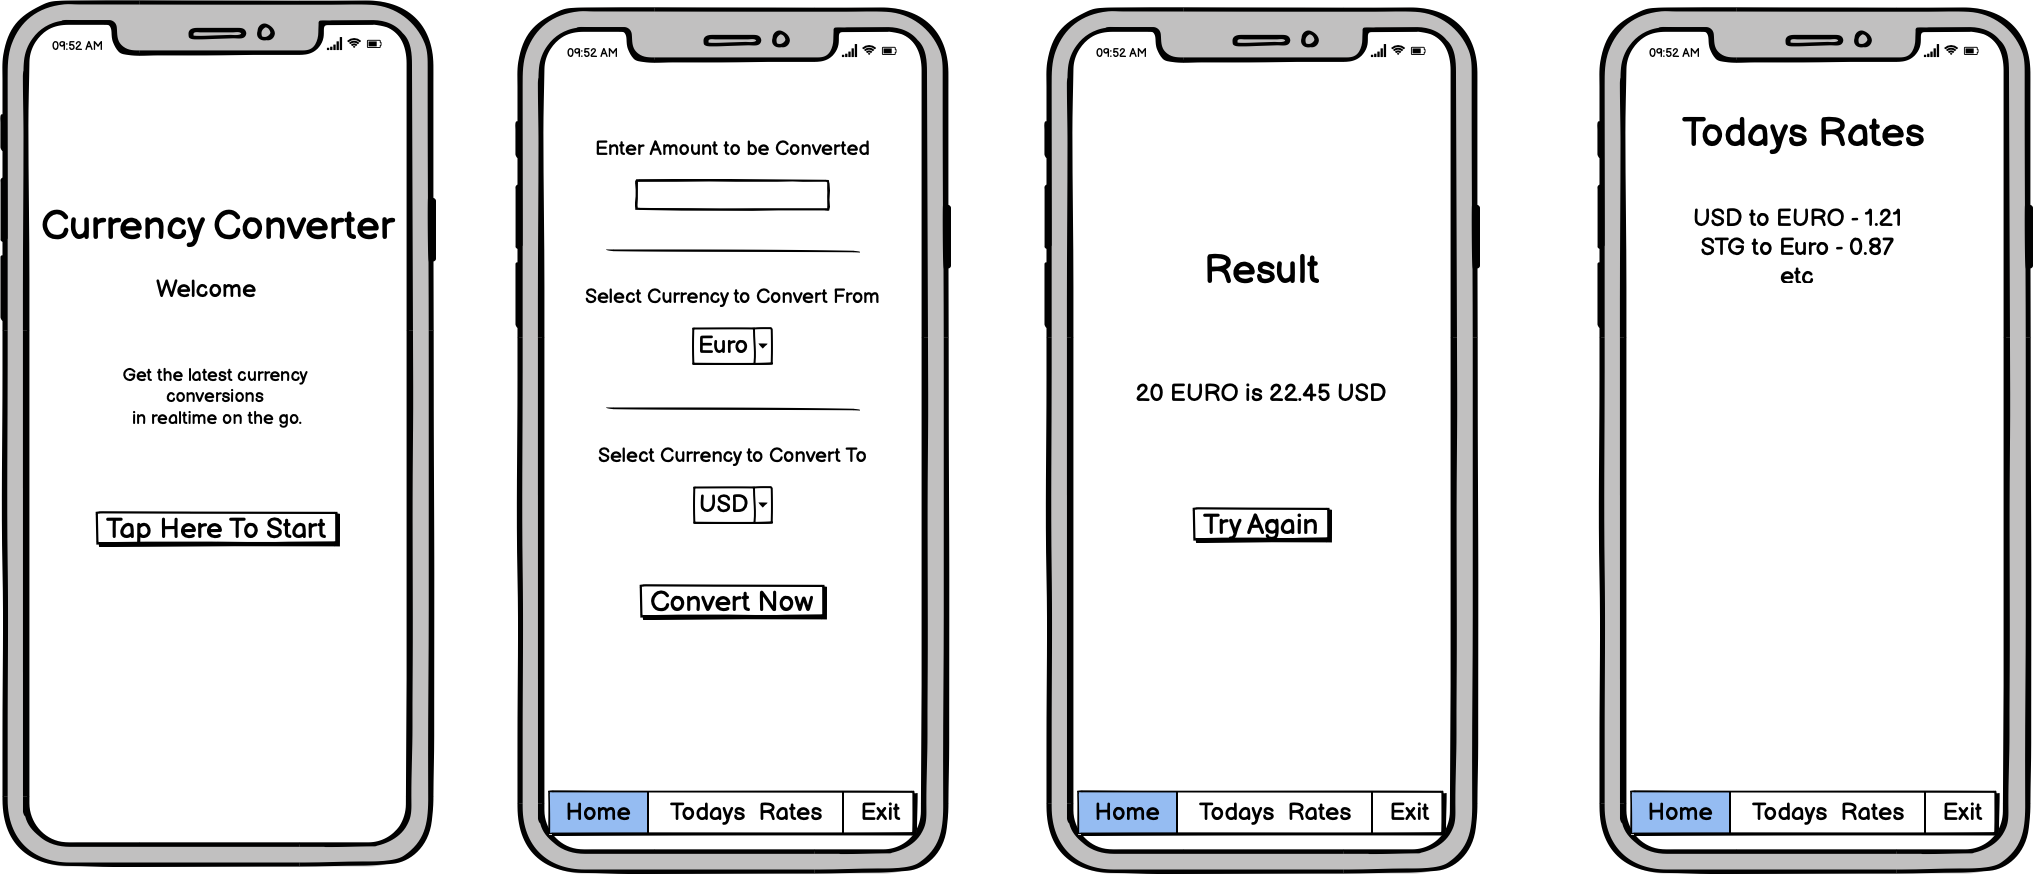 09:52 AM
Currency Converter
Welcome
Get the latest currency
conversions
in realtime on the go.
Tap Here To Start
09:52 AM
Enter Amount to be Converted
Select Currency to Convert From
Euro
Select Currency to Convert To
USD
Convert Now
Home Todays Rates Exit
09:52 AM
Result
20 EURO is 22.45 USD
Try Again
Home Todays Rates Exit
09:52 AM
Todays Rates
USD to EURO - 1.21
STG to Euro - 0.87
etc
Home Todays Rates Exit